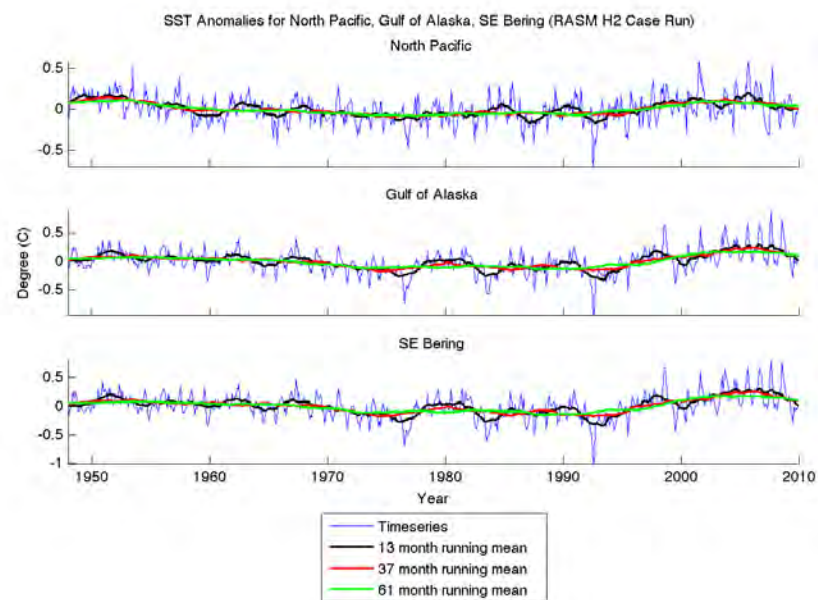 SST Anomalies for North Pacific, Gulf of Alaska, SE Bering (RASM H2 Case Run)
North Pacific
0.5
0
-0.5
Gulf of Alaska
0.5
0
-0.5
Degree (C)
SE Bering
0.5
0
-0.5
-1
1950 1960 1970 1980 1990 2000 2010
Year
Timeseries
13 month running mean
37 month running mean
61 month running mean